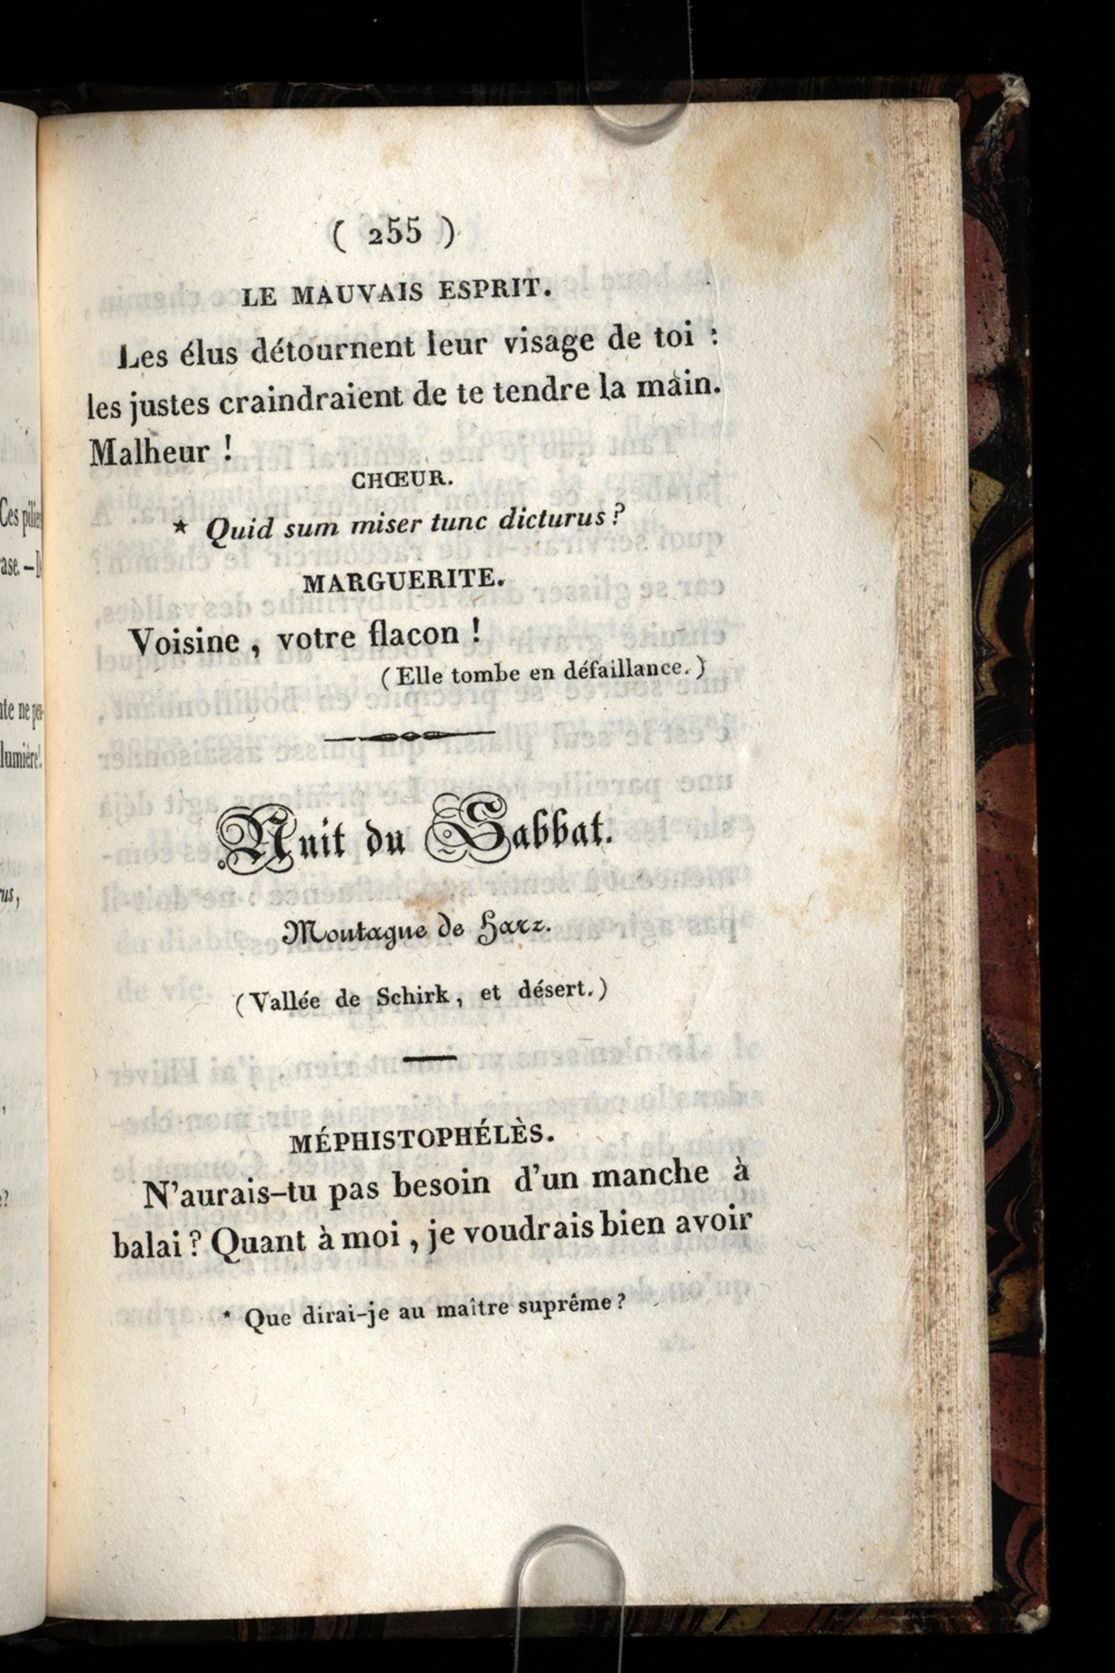 ( 255 )
LE MAUVAIS ESPRIT.
Les élus détournent leur visage de toi :
les justes craindraient de te tendre la main.
Malheur !
CHŒUR.
* Quid sum miser tunc dicturus ?
MARGUERITE.
Voisine , votre flacon !
(Elle tombe en défaillance.)
Nuit du Sabbat.
Montagne de Harz.
(Vallée de Schirk, et désert.)
MÉPHISTOPHÉLÈS.
N'aurais-tu pas besoin d'un manche à
balai ? Quant à moi , je voudrais bien avoir
* Que dirai-je au maître suprême ?